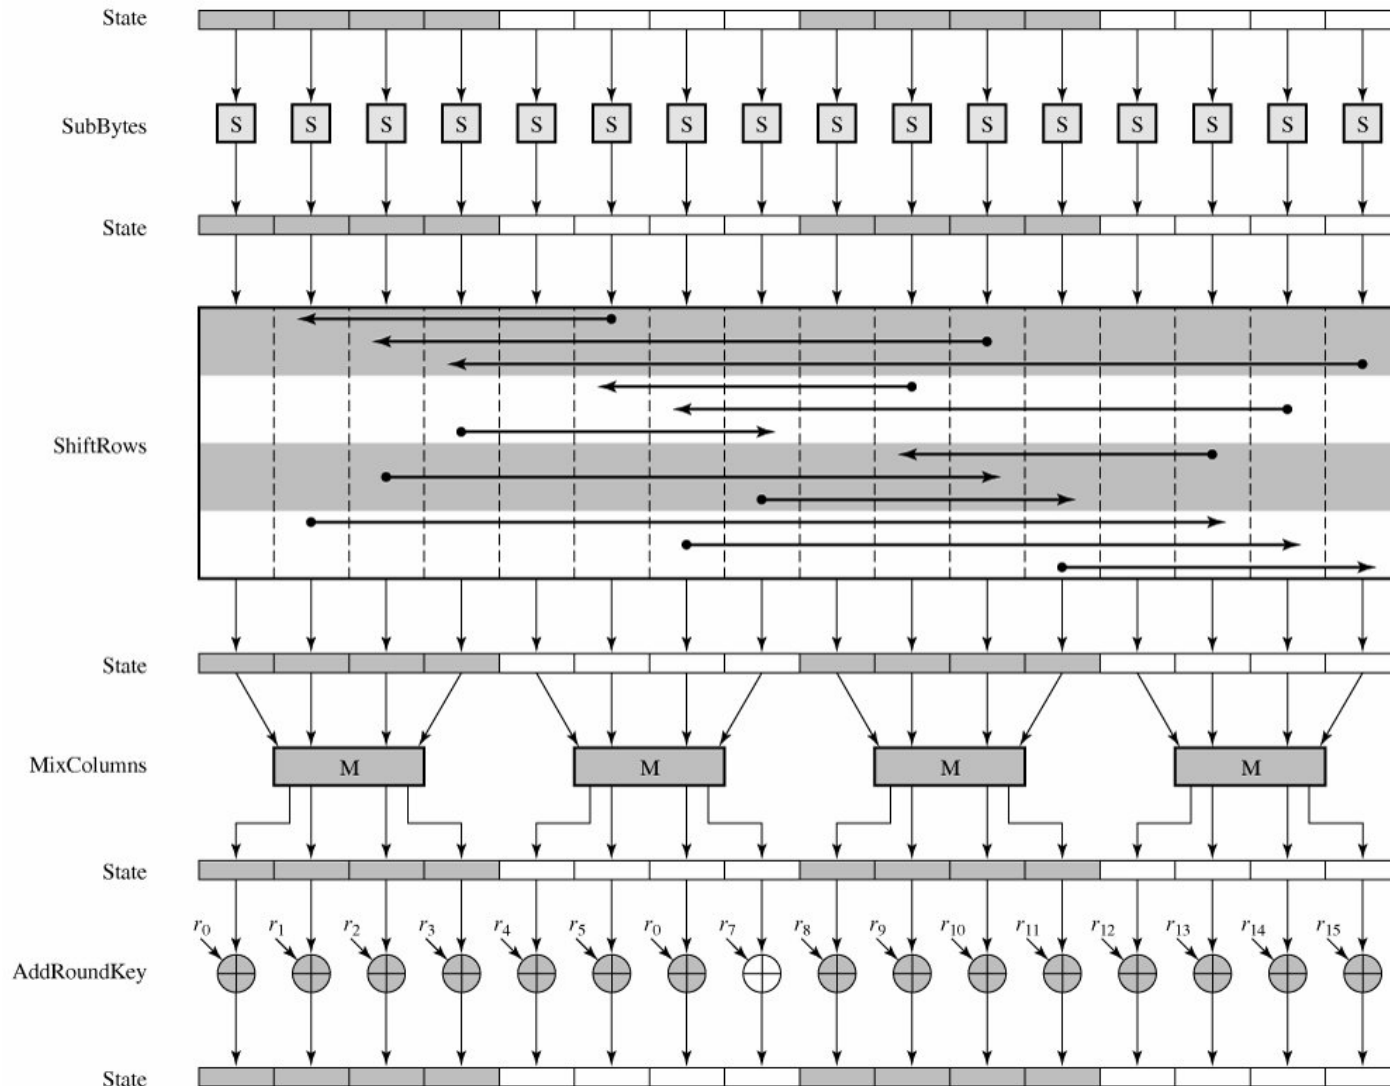 State
SubBytes S S S S S S S S S S S S S S S S
State
ShiftRows
State
MixColumns M M M M
State
r0 r1 r2 r3 r4 r5 r0 r7 r8 r9 r10 r11 r12 r13 r14 r15
AddRoundKey
State